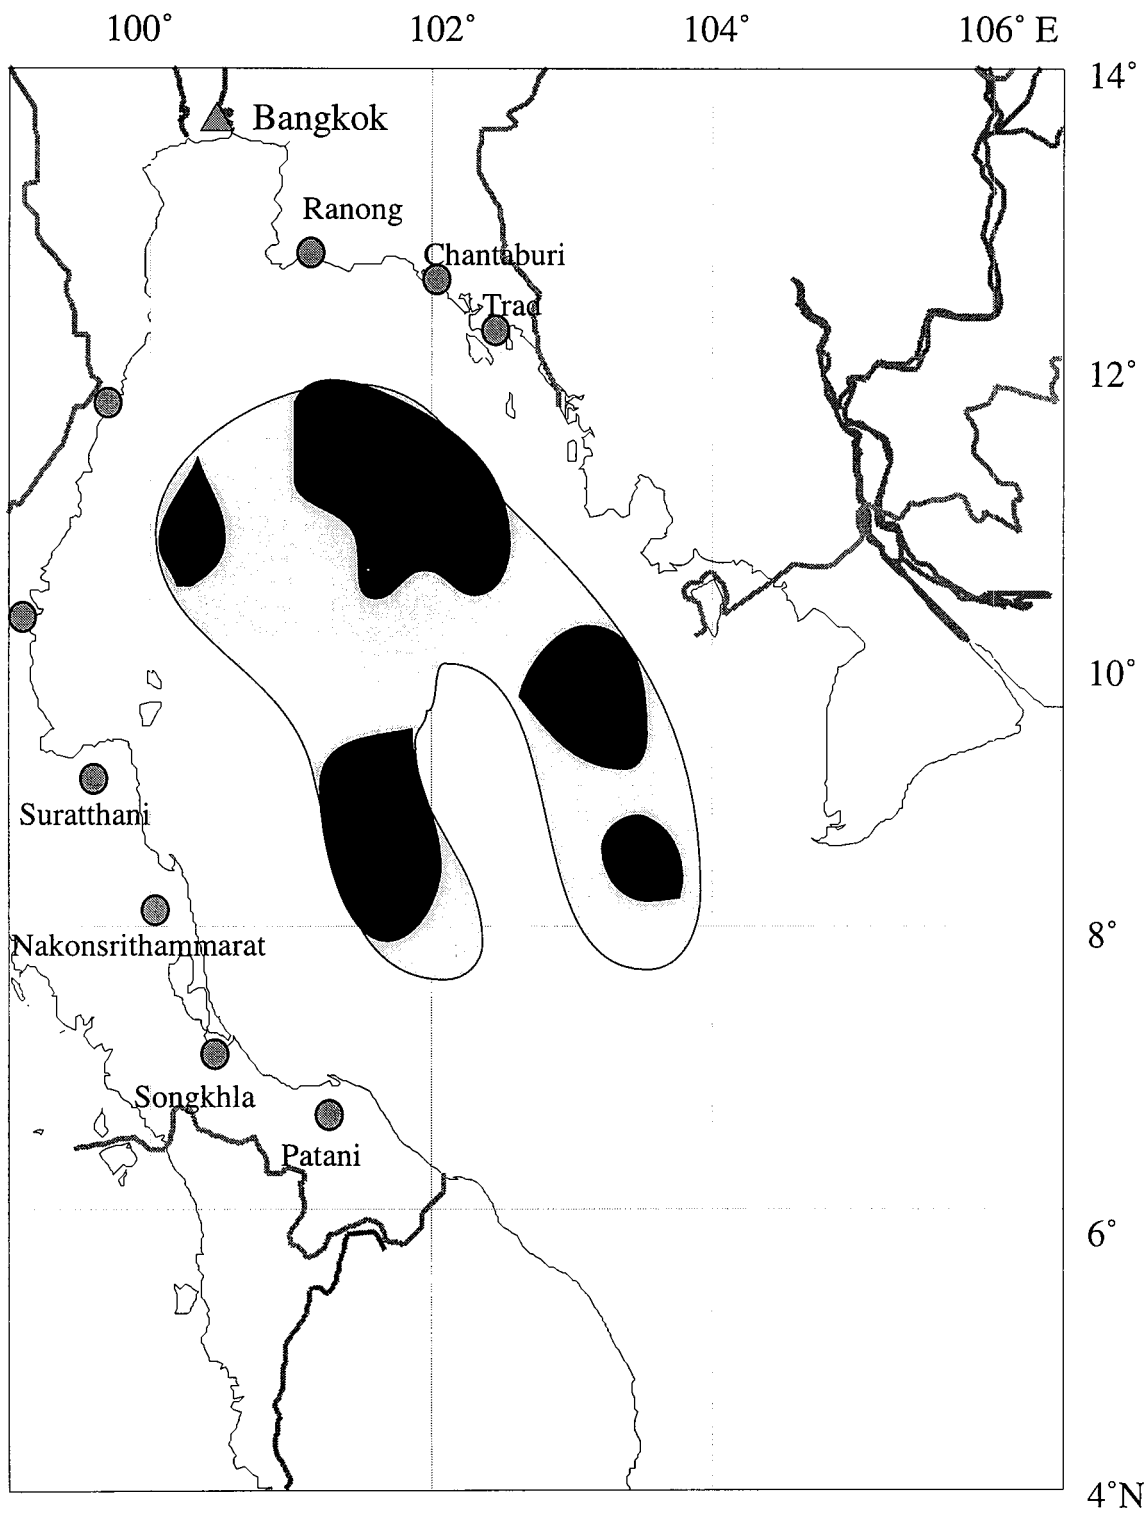 100° 102° 104° 106° E
14°
Bangkok
Ranong
Chantaburi
Trad
12°
10°
Suratthani
8°
Nakonsrithammarat
Songkhla
Patani
6°
4°N